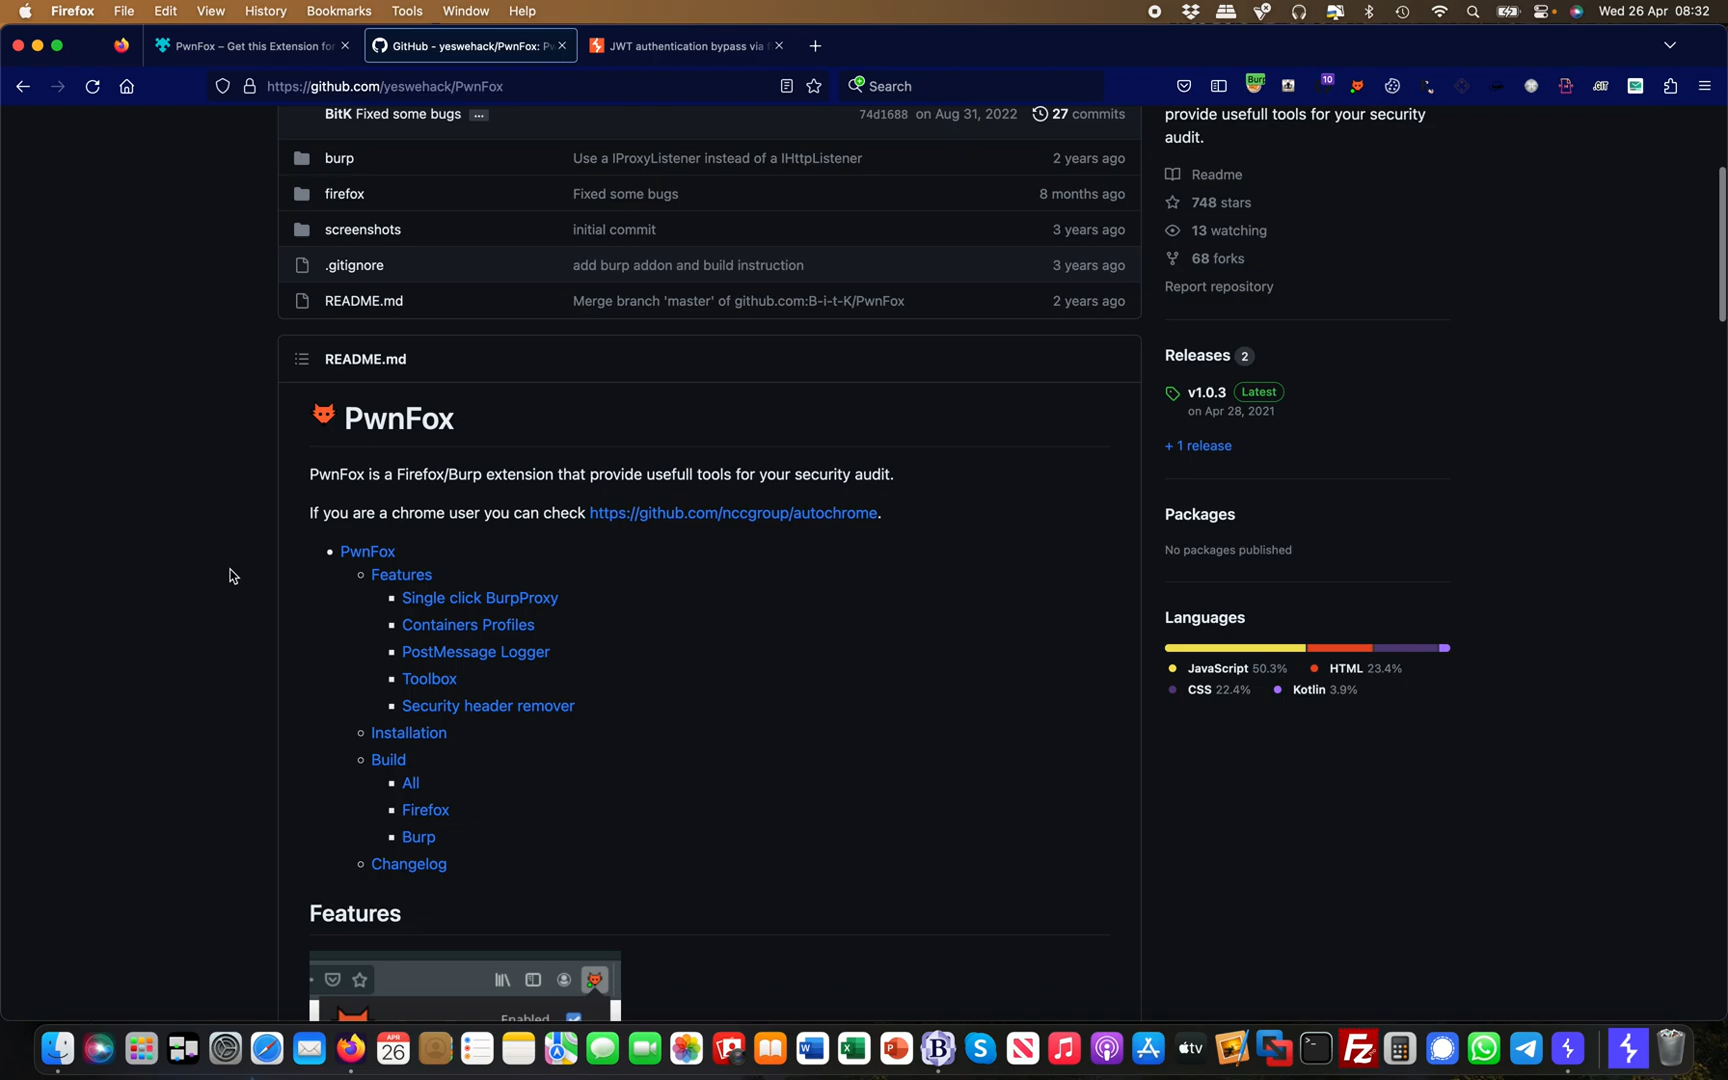 Firefox File Edit View History Bookmarks Tools Window Help Wed 26 Apr 08:32
PwnFox – Get this Extension for
GitHub - yeswehack/PwnFox: Pw
JWT authentication bypass via
https://github.com/yeswehack/PwnFox
Search
Burp
10
.GIT
BitK Fixed some bugs ...
74d1688 on Aug 31, 2022 27 commits
burp Use a IProxyListener instead of a IHttpListener 2 years ago
firefox Fixed some bugs 8 months ago
screenshots initial commit 3 years ago
.gitignore add burp addon and build instruction 3 years ago
README.md Merge branch 'master' of github.com:B-i-t-K/PwnFox 2 years ago
README.md
PwnFox
PwnFox is a Firefox/Burp extension that provide usefull tools for your security audit.
If you are a chrome user you can check https://github.com/nccgroup/autochrome.
PwnFox
Features
Single click BurpProxy
Containers Profiles
PostMessage Logger
Toolbox
Security header remover
Installation
Build
All
Firefox
Burp
Changelog
Features
Enabled
provide usefull tools for your security
audit.
Readme
748 stars
13 watching
68 forks
Report repository
Releases 2
v1.0.3 Latest
on Apr 28, 2021
+ 1 release
Packages
No packages published
Languages
JavaScript 50.3% HTML 23.4%
CSS 22.4% Kotlin 3.9%
APR
26
tv